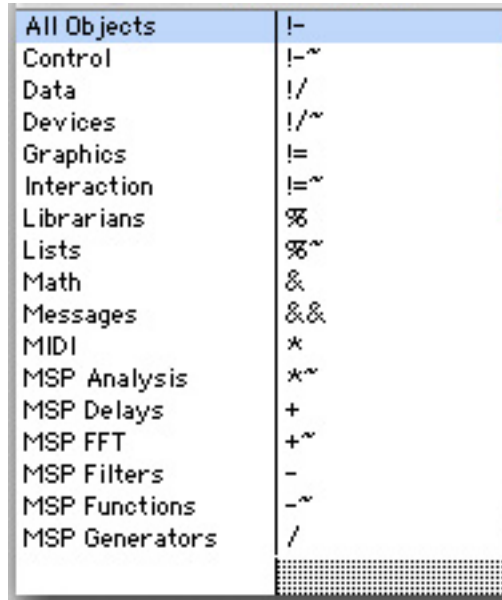 All Objects !-
Control !-~
Data !/
Devices !/~
Graphics !=
Interaction !=~
Librarians %
Lists %~
Math &
Messages &&
MIDI *
MSP Analysis *~
MSP Delays +
MSP FFT +~
MSP Filters -
MSP Functions -~
MSP Generators /